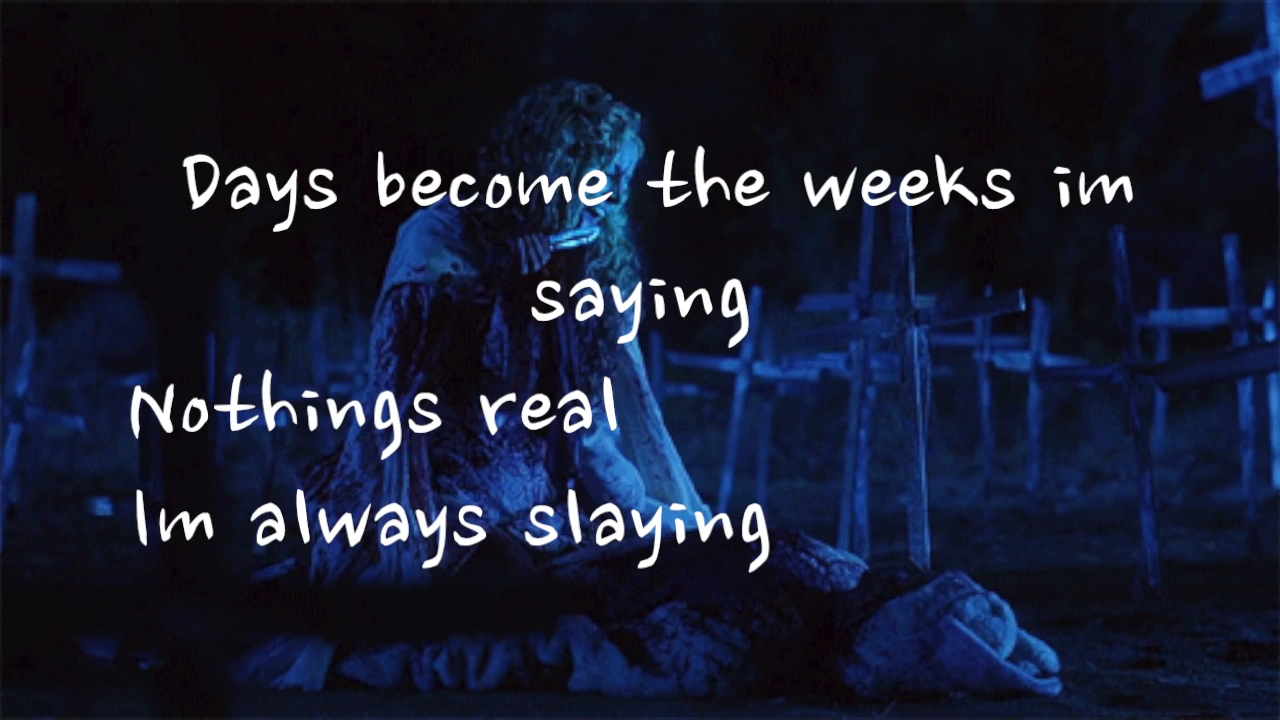 Days become the weeks im
saying
Nothings real
Im always slaying